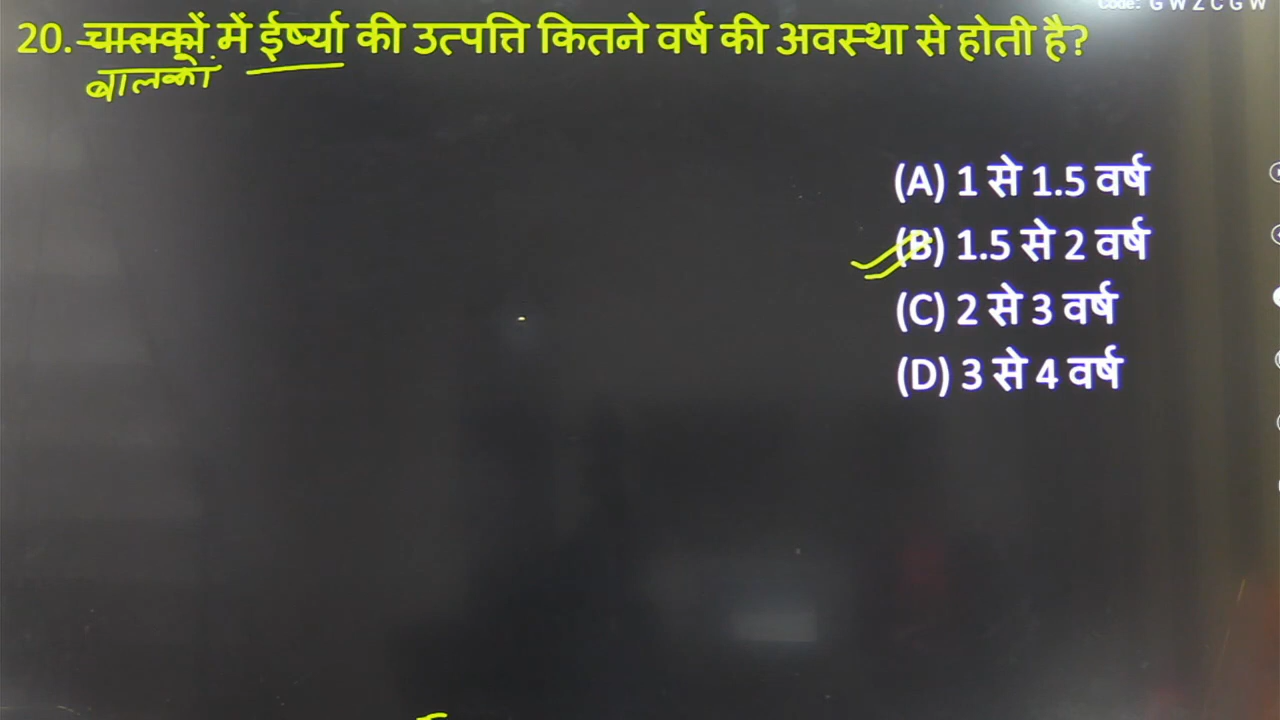 Code: G W Z C G W
20. चालकों में ईर्ष्या की उत्पत्ति कितने वर्ष की अवस्था से होती है?
बालकों
(A) 1 से 1.5 वर्ष
(B) 1.5 से 2 वर्ष
(C) 2 से 3 वर्ष
(D) 3 से 4 वर्ष